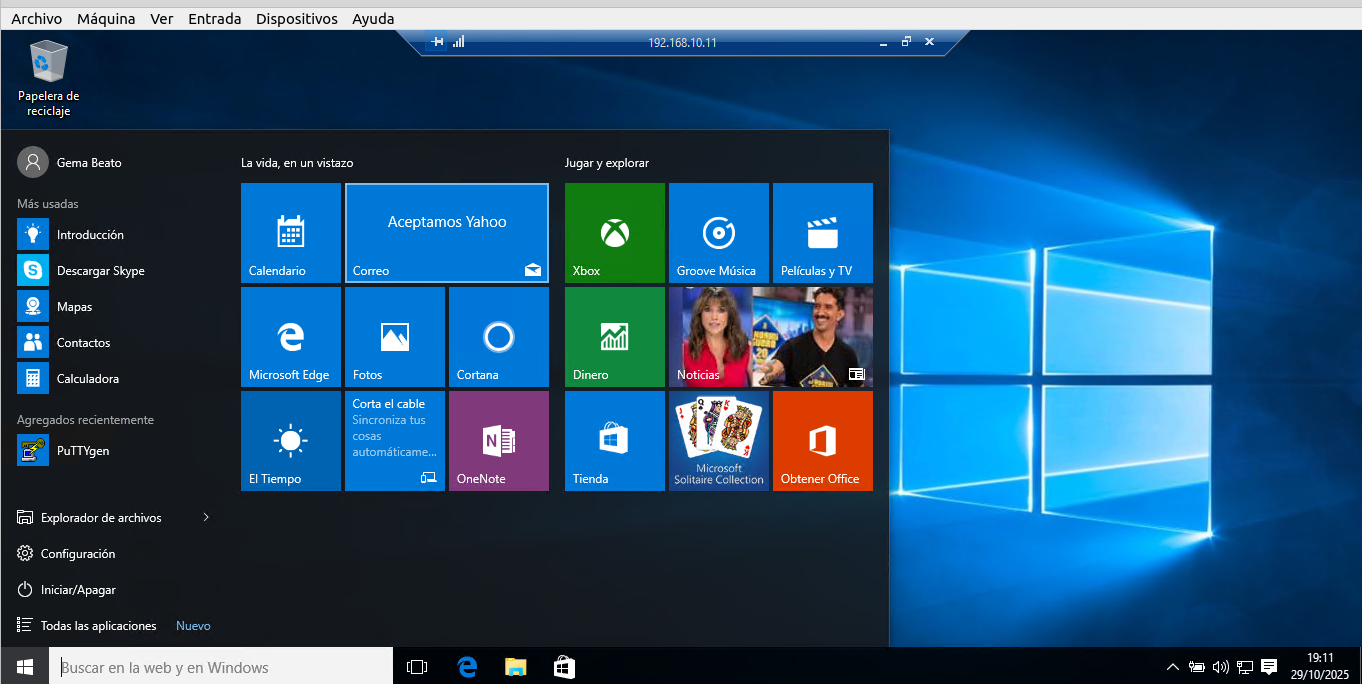 Archivo Máquina Ver Entrada Dispositivos Ayuda
192.168.10.11
Papelera de
reciclaje
Gema Beato
Más usadas
Introducción
Descargar Skype
Mapas
Contactos
Calculadora
Agregados recientemente
PuTTYgen
Explorador de archivos
Configuración
Iniciar/Apagar
Todas las aplicaciones Nuevo
La vida, en un vistazo
Calendario
Aceptamos Yahoo
Correo
Microsoft Edge
Fotos
Cortana
El Tiempo
Corta el cable
Sincroniza tus
cosas
automáticame...
OneNote
Jugar y explorar
Xbox
Groove Música
Películas y TV
Dinero
Noticias
Tienda
Microsoft
Solitaire Collection
Obtener Office
Buscar en la web y en Windows
19:11
29/10/2025